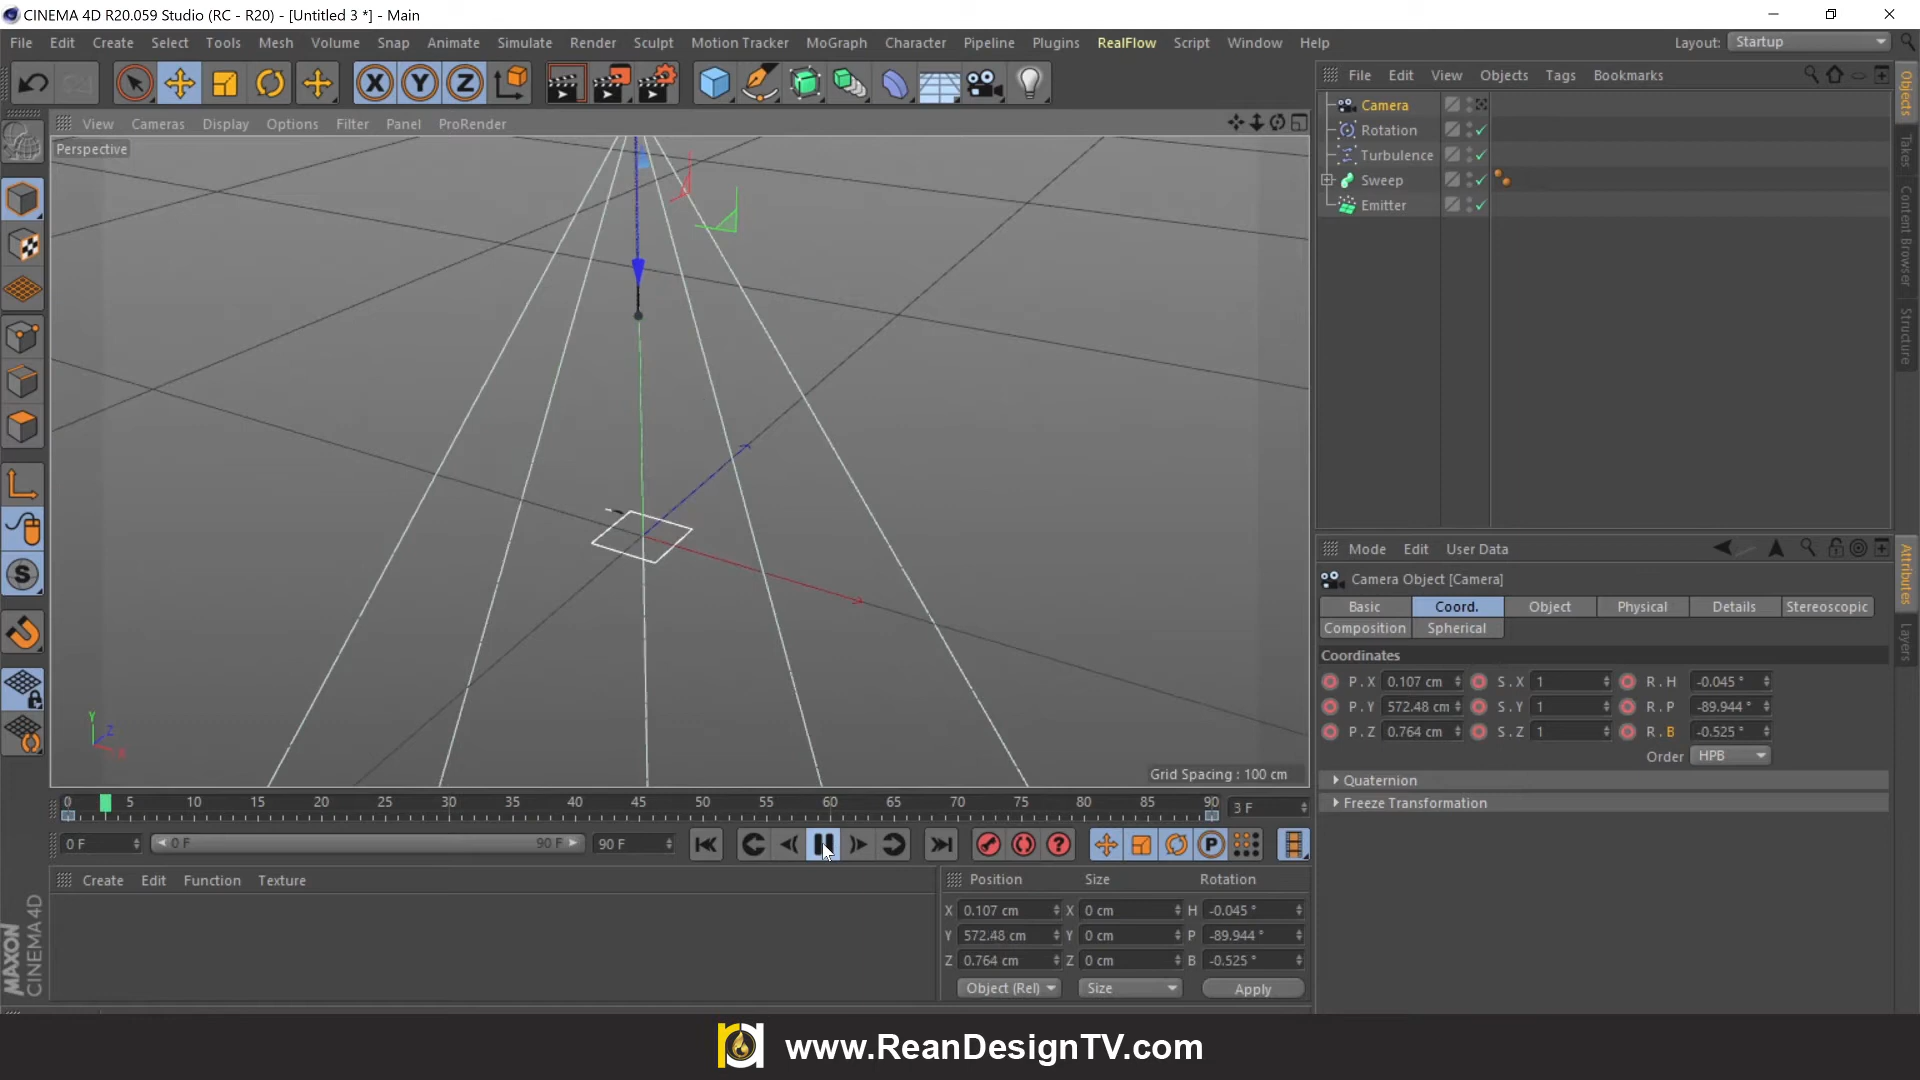 CINEMA 4D R20.059 Studio (RC - R20) - [Untitled 3 *] - Main
File Edit Create Select Tools Mesh Volume Snap Animate Simulate Render Sculpt Motion Tracker MoGraph Character Pipeline Plugins RealFlow Script Window Help Layout: Startup
X Y Z
File Edit View Objects Tags Bookmarks
View Cameras Display Options Filter Panel ProRender
Perspective
Camera
Rotation
Turbulence
Sweep
Emitter
Objects
Takes
Content Browser
Structure
Mode Edit User Data
Camera Object [Camera]
Basic Coord. Object Physical Details Stereoscopic
Composition Spherical
Coordinates
P . X 0.107 cm S . X 1 R . H -0.045 °
P . Y 572.48 cm S . Y 1 R . P -89.944 °
P . Z 0.764 cm S . Z 1 R . B -0.525 °
Order HPB
Quaternion
Freeze Transformation
Attributes
Layers
S
Y
Z
X
Grid Spacing : 100 cm
0 5 10 15 20 25 30 35 40 45 50 55 60 65 70 75 80 85 90 3 F
0 F 0 F 90 F 90 F
? P
Create Edit Function Texture
Position Size Rotation
X 0.107 cm X 0 cm H -0.045 °
Y 572.48 cm Y 0 cm P -89.944 °
Z 0.764 cm Z 0 cm B -0.525 °
Object (Rel) Size Apply
MAXON
CINEMA 4D
www.ReanDesignTV.com